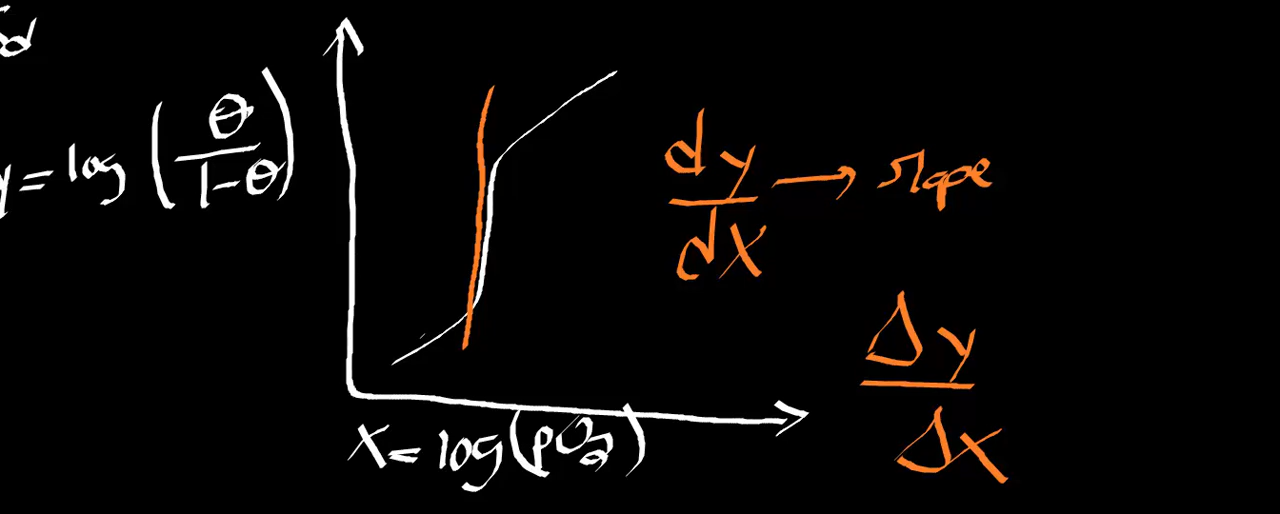 y = log (θ/1-θ)
dy/dx → slope
Δy/Δx
x = log(pO₂)